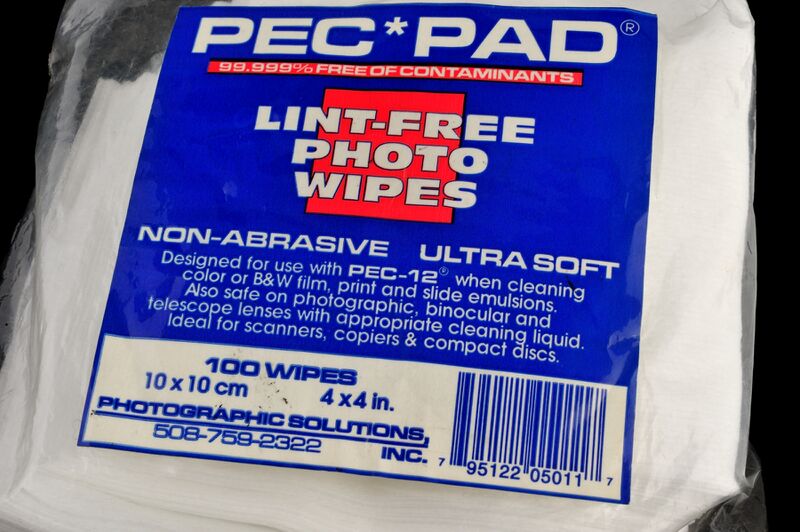 PEC*PAD®
99.999% FREE OF CONTAMINANTS
LINT-FREE
PHOTO
WIPES
NON-ABRASIVE ULTRA SOFT
Designed for use with PEC-12® when cleaning
color or B&W film, print and slide emulsions.
Also safe on photographic, binocular and
telescope lenses with appropriate cleaning liquid.
Ideal for scanners, copiers & compact discs.
100 WIPES
10 x 10 cm 4 x 4 in.
PHOTOGRAPHIC SOLUTIONS, INC.
508-759-2322
7 95122 05011 7